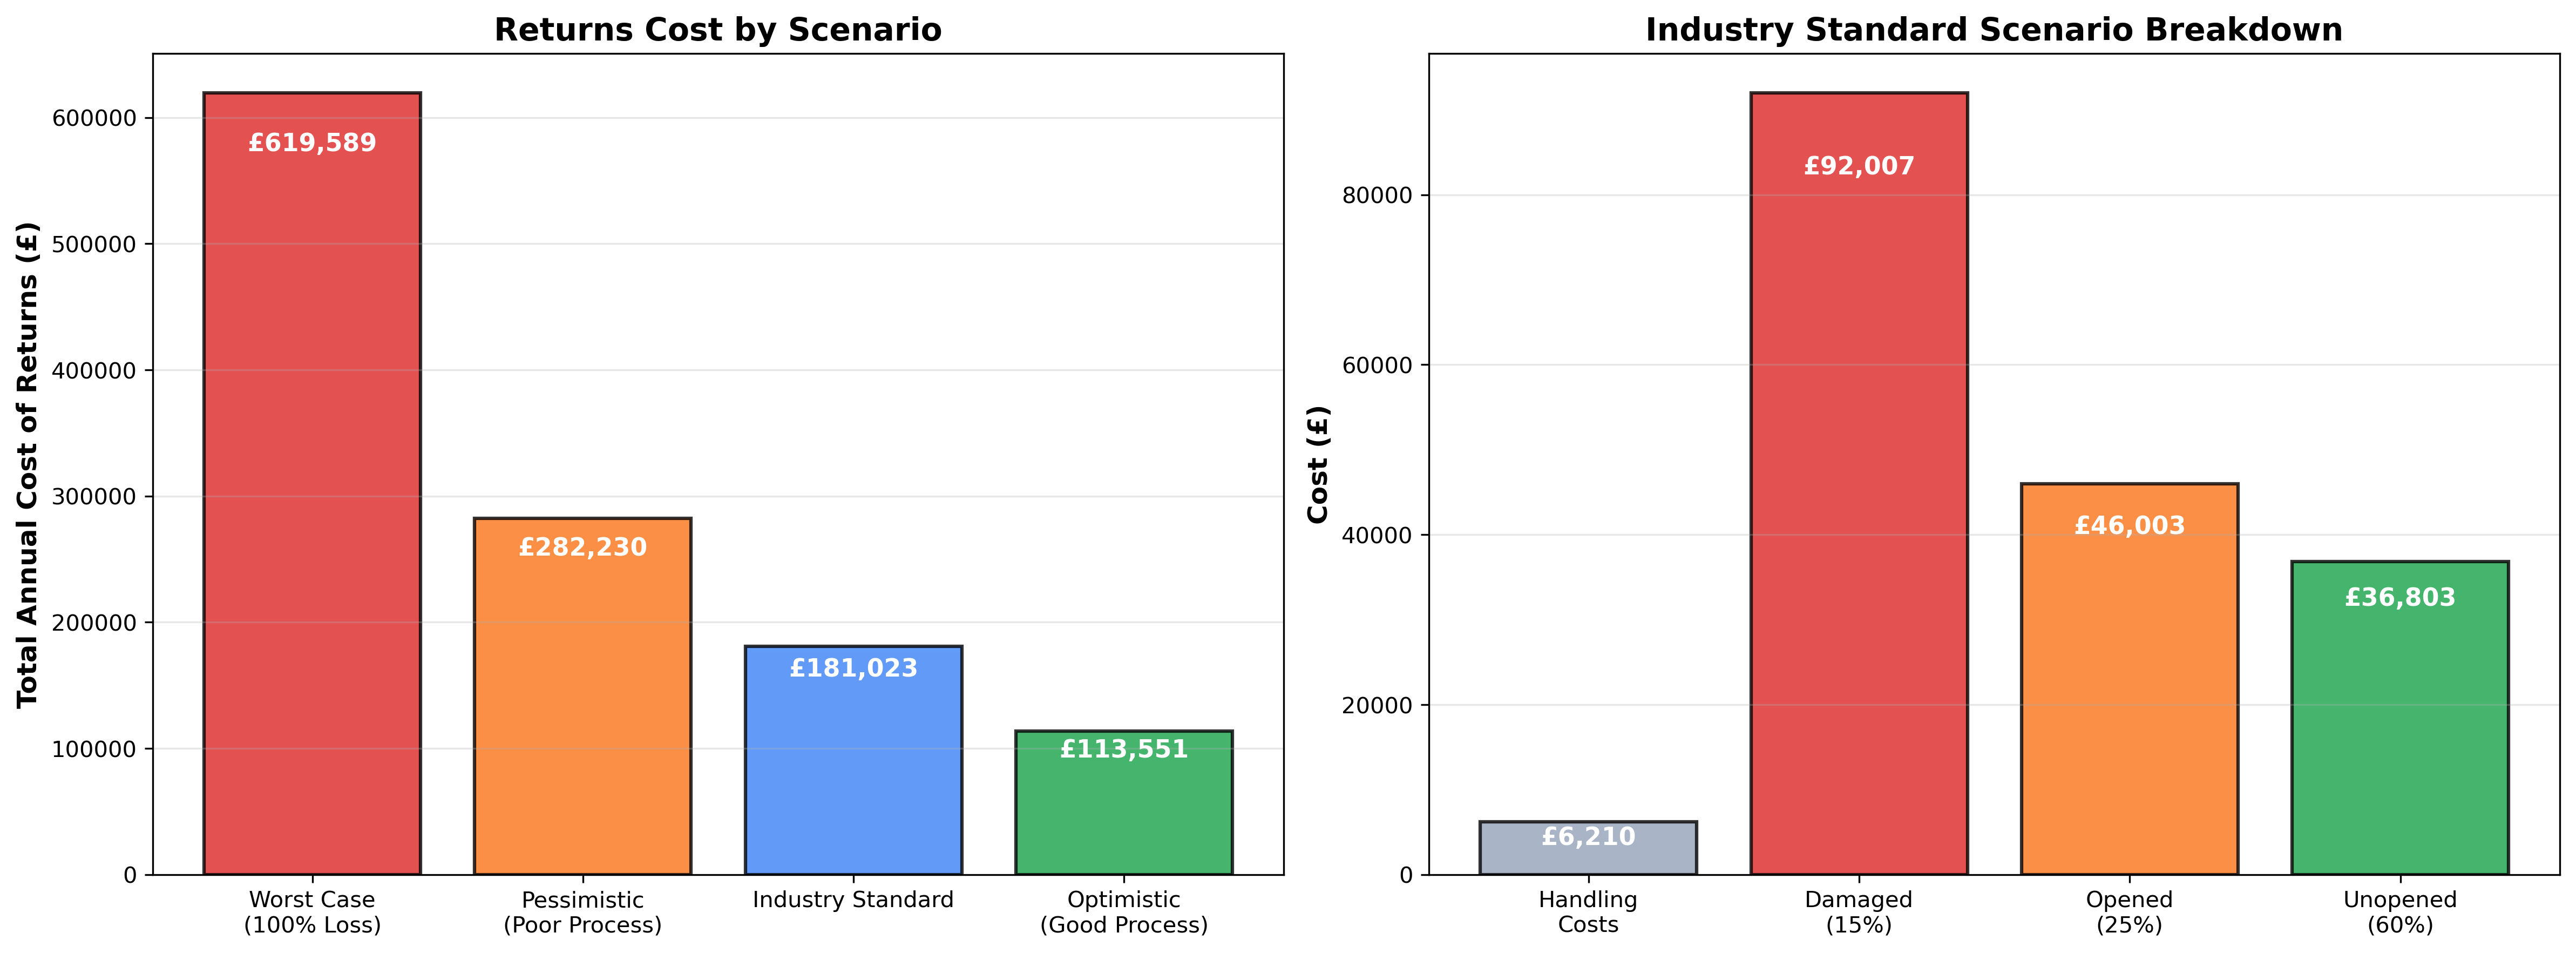 Returns Cost by Scenario
Total Annual Cost of Returns (£)
600000
500000
400000
300000
200000
100000
0
£619,589
£282,230
£181,023
£113,551
Worst Case
(100% Loss)
Pessimistic
(Poor Process)
Industry Standard
Optimistic
(Good Process)
Industry Standard Scenario Breakdown
Cost (£)
80000
60000
40000
20000
0
£6,210
£92,007
£46,003
£36,803
Handling
Costs
Damaged
(15%)
Opened
(25%)
Unopened
(60%)